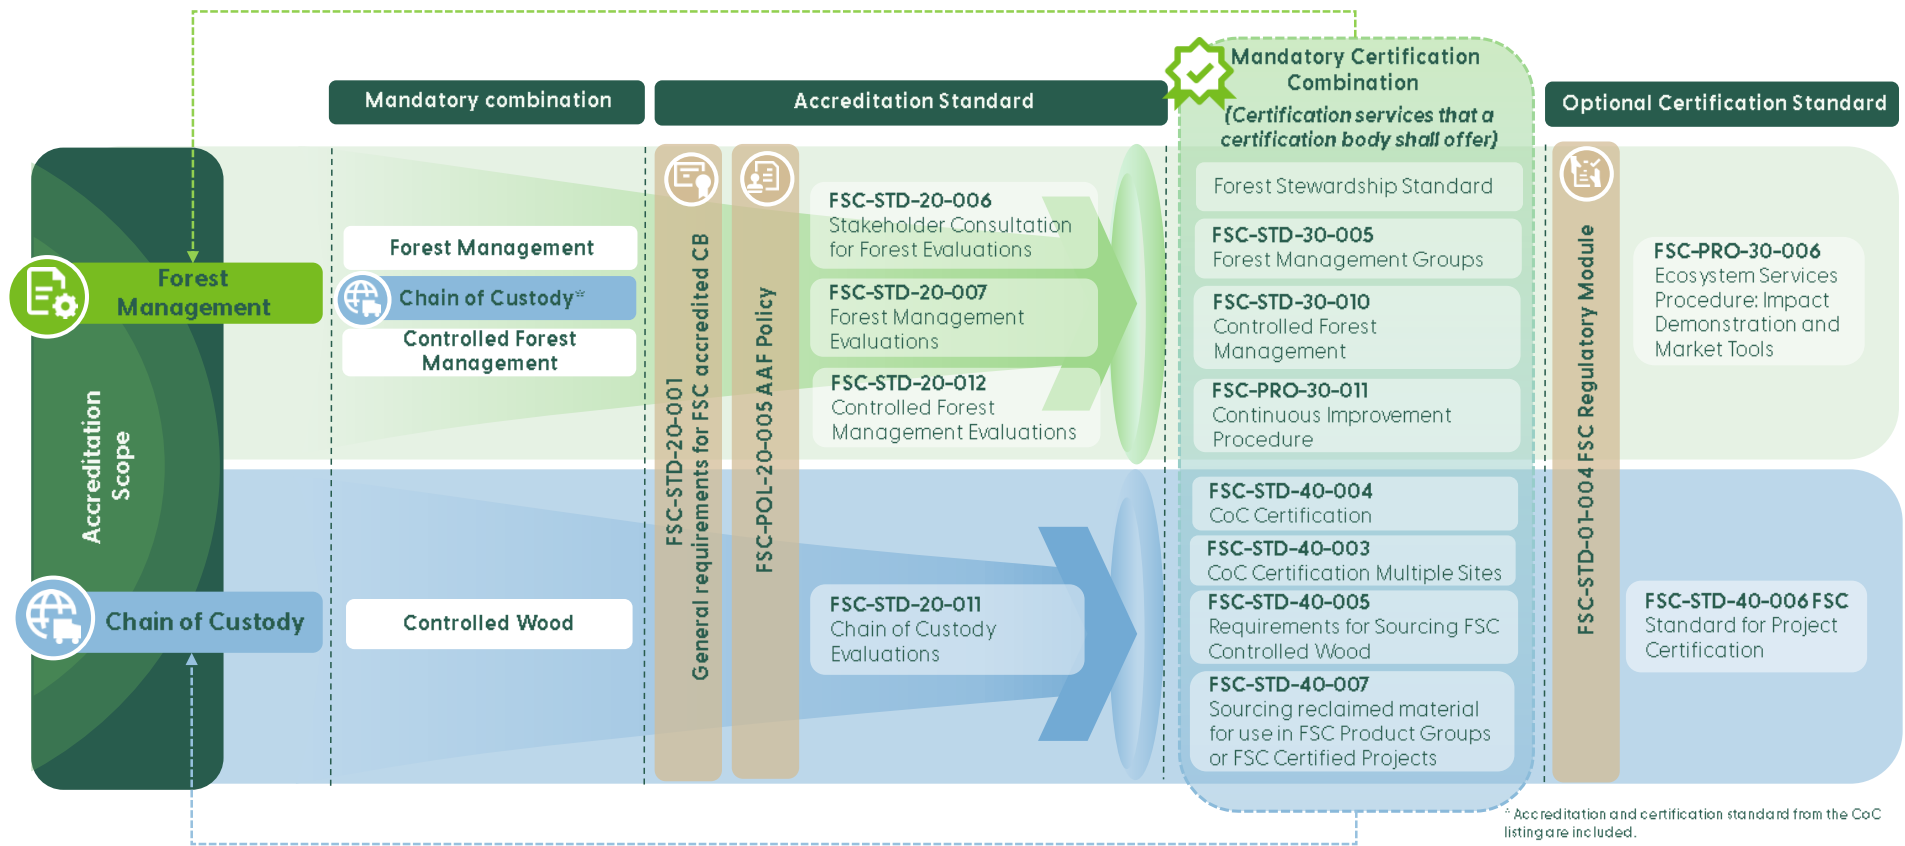 Mandatory combination
Accreditation Standard
Mandatory Certification
Combination
(Certification services that a
certification body shall offer)
Optional Certification Standard
Accreditation
Scope
Forest
Management
Forest Management
Chain of Custody*
Controlled Forest
Management
FSC-STD-20-001
General requirements for FSC accredited CB
FSC-POL-20-005 AAF Policy
FSC-STD-20-006
Stakeholder Consultation
for Forest Evaluations
FSC-STD-20-007
Forest Management
Evaluations
FSC-STD-20-012
Controlled Forest
Management Evaluations
Forest Stewardship Standard
FSC-STD-30-005
Forest Management Groups
FSC-STD-30-010
Controlled Forest
Management
FSC-PRO-30-011
Continuous Improvement
Procedure
FSC-STD-01-004 FSC Regulatory Module
FSC-PRO-30-006
Ecosystem Services
Procedure: Impact
Demonstration and
Market Tools
Chain of Custody
Controlled Wood
FSC-STD-20-011
Chain of Custody
Evaluations
FSC-STD-40-004
CoC Certification
FSC-STD-40-003
CoC Certification Multiple Sites
FSC-STD-40-005
Requirements for Sourcing FSC
Controlled Wood
FSC-STD-40-007
Sourcing reclaimed material
for use in FSC Product Groups
or FSC Certified Projects
FSC-STD-40-006 FSC
Standard for Project
Certification
* Accreditation and certification standard from the CoC
listing are included.